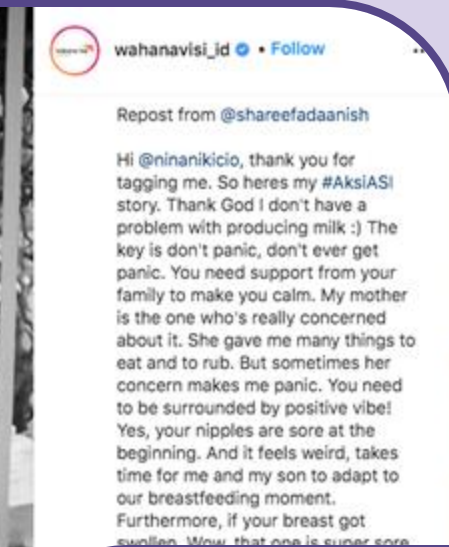 wahanavisi_id • Follow
Repost from @shareefadaanish
Hi @ninanikicio, thank you for
tagging me. So heres my #AksiASI
story. Thank God I don't have a
problem with producing milk :) The
key is don't panic, don't ever get
panic. You need support from your
family to make you calm. My mother
is the one who's really concerned
about it. She gave me many things to
eat and to rub. But sometimes her
concern makes me panic. You need
to be surrounded by positive vibe!
Yes, your nipples are sore at the
beginning. And it feels weird, takes
time for me and my son to adapt to
our breastfeeding moment.
Furthermore, if your breast got
swollen. Wow, that one is super sore